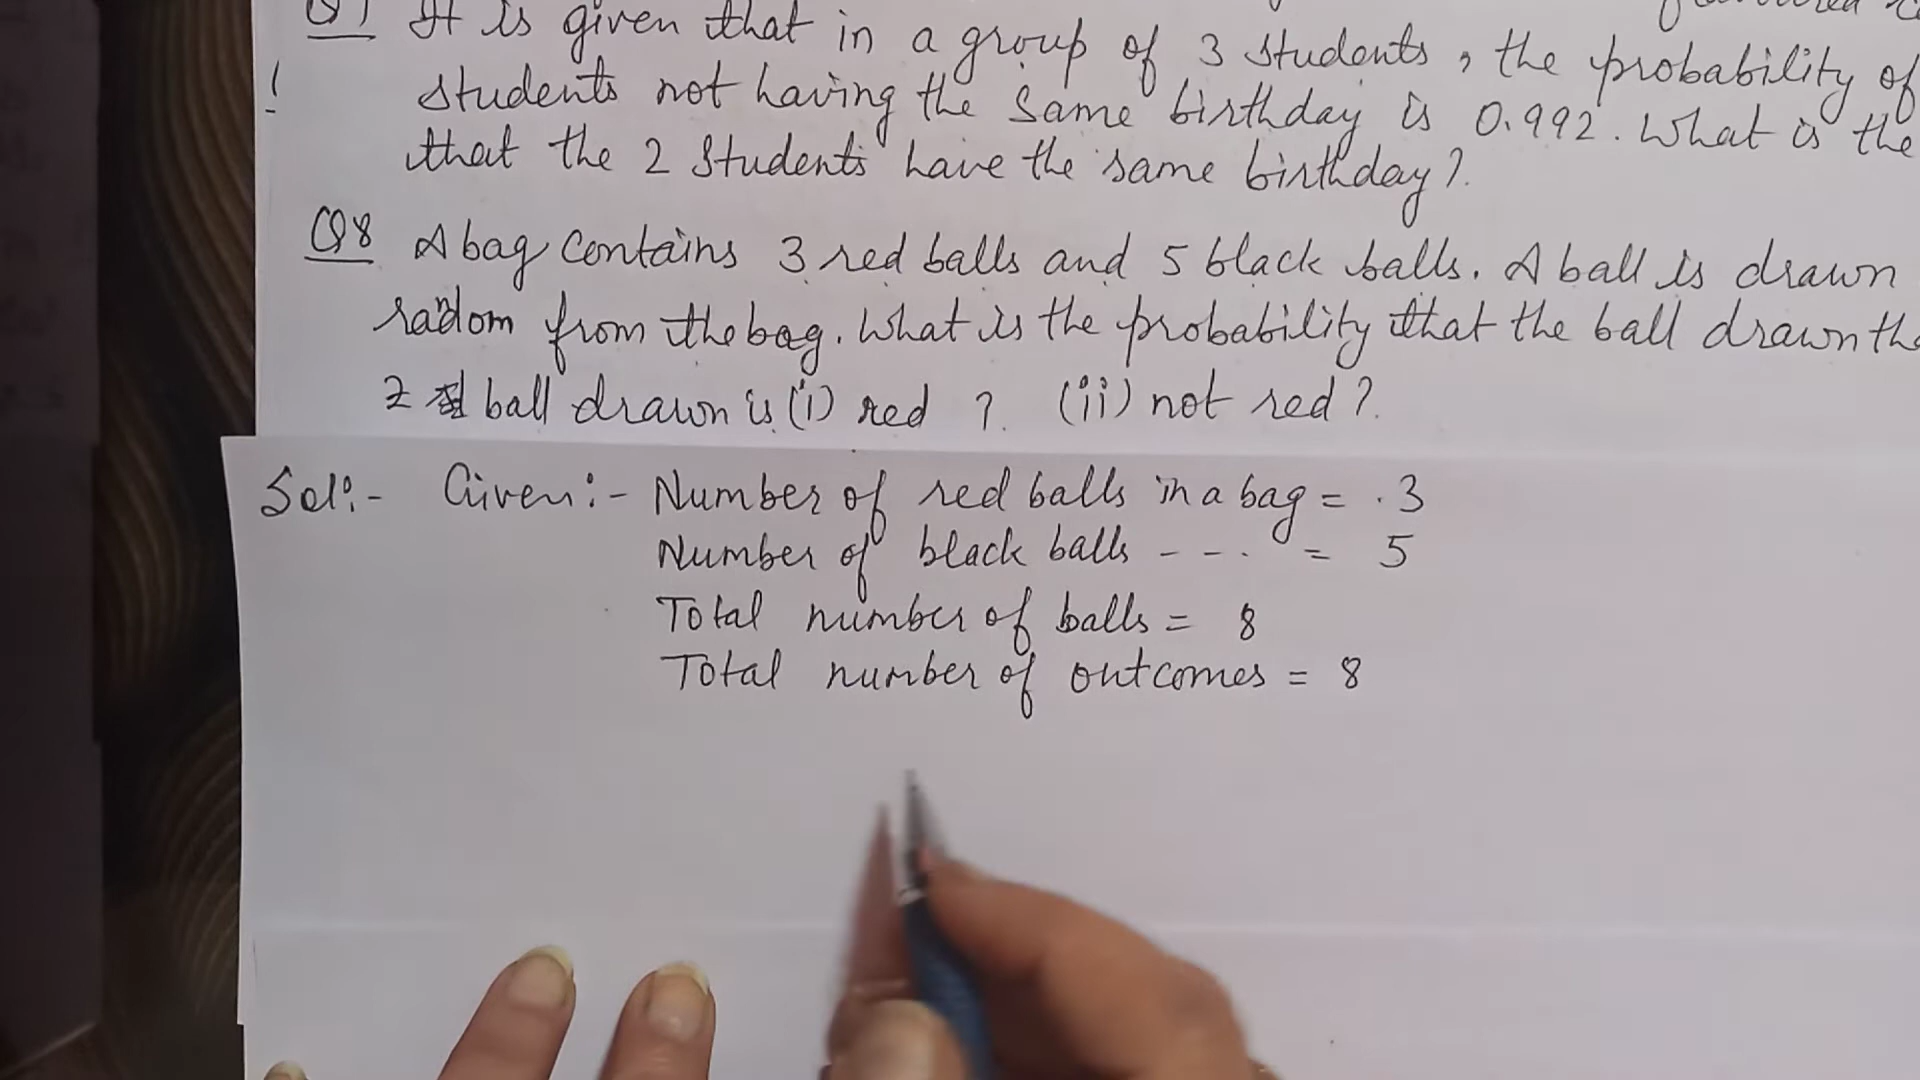 Q7 It is given that in a group of 3 students, the probability of
students not having the same birthday is 0.992. What is the
that the 2 students have the same birthday?
Q8 A bag contains 3 red balls and 5 black balls. A ball is drawn
random from the bag. What is the probability that the ball drawn the
ball drawn is (i) red ? (ii) not red?
Sol:- Given:- Number of red balls in a bag = 3
Number of black balls - - - = 5
Total number of balls = 8
Total number of outcomes = 8